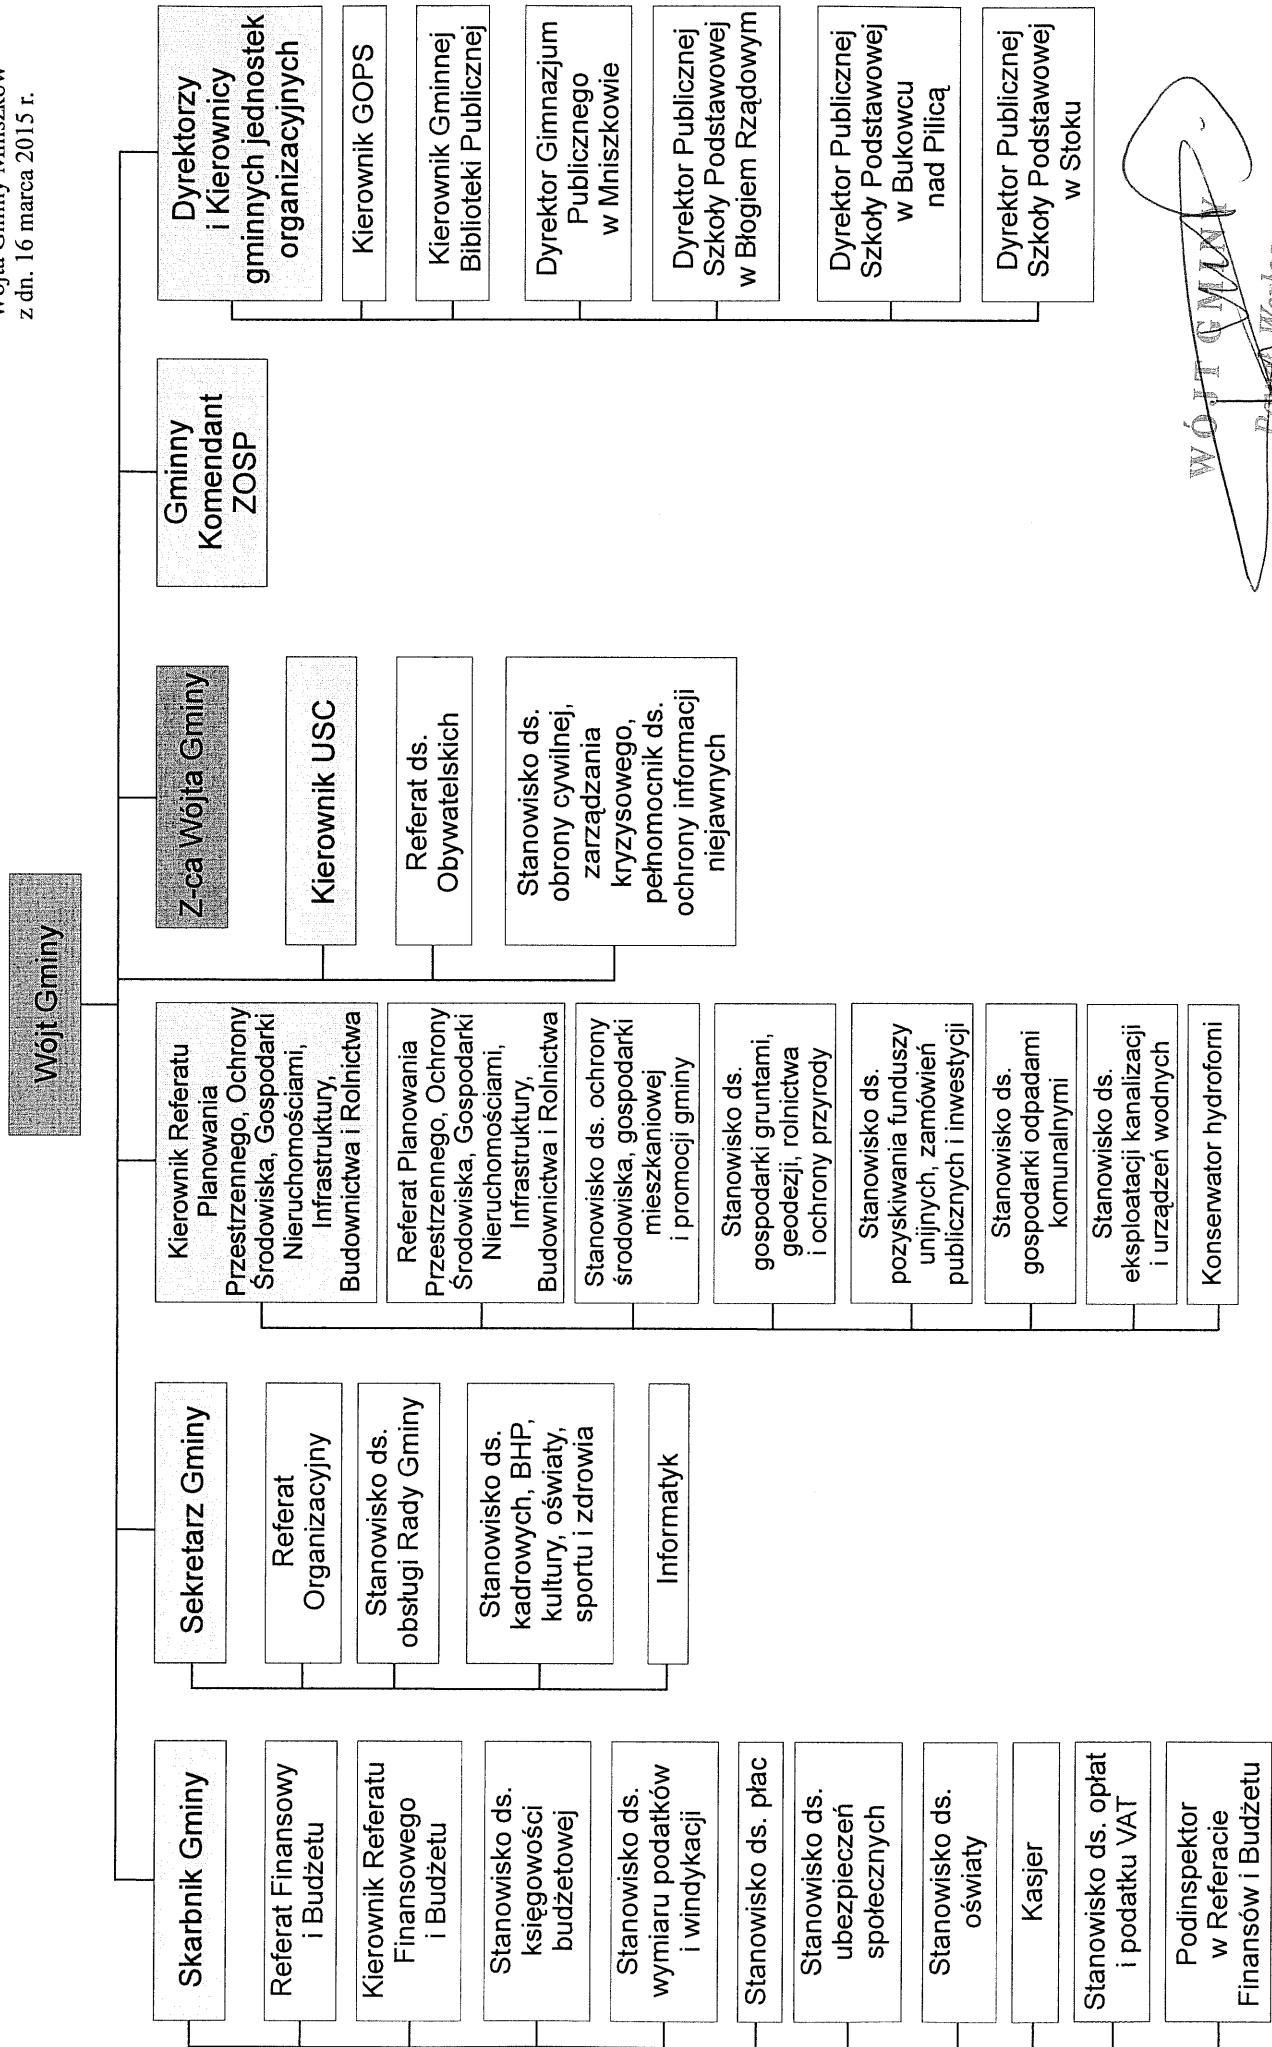 Wójta Gminy Mniszków
z dn. 16 marca 2015 r.
Wójt Gminy
Skarbnik Gminy
Referat Finansowy
i Budżetu
Kierownik Referatu
Finansowego
i Budżetu
Stanowisko ds.
księgowości
budżetowej
Stanowisko ds.
wymiaru podatków
i windykacji
Stanowisko ds. płac
Stanowisko ds.
ubezpieczeń
społecznych
Stanowisko ds.
oświaty
Kasjer
Stanowisko ds. opłat
i podatku VAT
Podinspektor
w Referacie
Finansów i Budżetu
Sekretarz Gminy
Referat
Organizacyjny
Stanowisko ds.
obsługi Rady Gminy
Stanowisko ds.
kadrowych, BHP,
kultury, oświaty,
sportu i zdrowia
Informatyk
Kierownik Referatu
Planowania
Przestrzennego, Ochrony
Środowiska, Gospodarki
Nieruchomościami,
Infrastruktury,
Budownictwa i Rolnictwa
Referat Planowania
Przestrzennego, Ochrony
Środowiska, Gospodarki
Nieruchomościami,
Infrastruktury,
Budownictwa i Rolnictwa
Stanowisko ds. ochrony
środowiska, gospodarki
mieszkaniowej
i promocji gminy
Stanowisko ds.
gospodarki gruntami,
geodezji, rolnictwa
i ochrony przyrody
Stanowisko ds.
pozyskiwania funduszy
unijnych, zamówień
publicznych i inwestycji
Stanowisko ds.
gospodarki odpadami
komunalnymi
Stanowisko ds.
eksploatacji kanalizacji
i urządzeń wodnych
Konserwator hydroforni
Z-ca Wójta Gminy
Kierownik USC
Referat ds.
Obywatelskich
Stanowisko ds.
obrony cywilnej,
zarządzania
kryzysowego,
pełnomocnik ds.
ochrony informacji
niejawnych
Gminny
Komendant
ZOSP
Dyrektorzy
i Kierownicy
gminnych jednostek
organizacyjnych
Kierownik GOPS
Kierownik Gminnej
Biblioteki Publicznej
Dyrektor Gimnazjum
Publicznego
w Mniszkowie
Dyrektor Publicznej
Szkoły Podstawowej
w Błogiem Rządowym
Dyrektor Publicznej
Szkoły Podstawowej
w Bukowcu
nad Pilicą
Dyrektor Publicznej
Szkoły Podstawowej
w Stoku
WÓJT GMINY